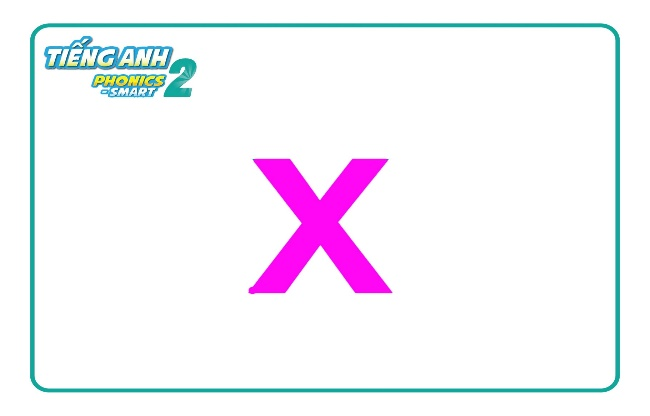 TIẾNG ANH
PHONICS
-SMART 2
x